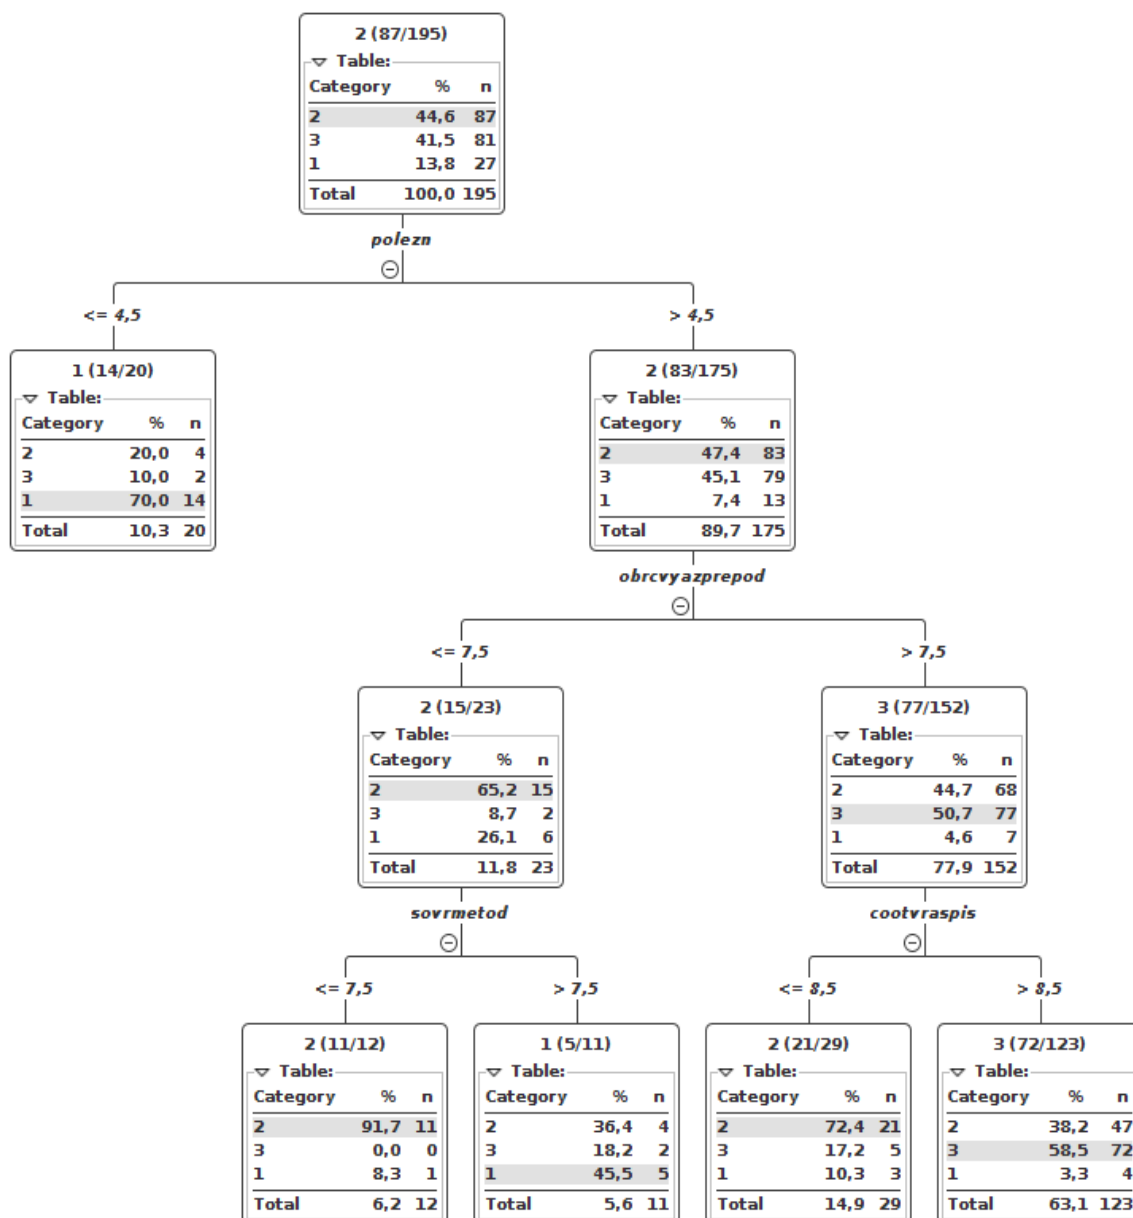 2 (87/195)
Table:
Category % n
2 44,6 87
3 41,5 81
1 13,8 27
Total 100,0 195
polezn
<= 4,5
> 4,5
1 (14/20)
Table:
Category % n
2 20,0 4
3 10,0 2
1 70,0 14
Total 10,3 20
2 (83/175)
Table:
Category % n
2 47,4 83
3 45,1 79
1 7,4 13
Total 89,7 175
obrcvyazprepod
<= 7,5
> 7,5
2 (15/23)
Table:
Category % n
2 65,2 15
3 8,7 2
1 26,1 6
Total 11,8 23
3 (77/152)
Table:
Category % n
2 44,7 68
3 50,7 77
1 4,6 7
Total 77,9 152
sovrmetod
cootvraspis
<= 7,5
> 7,5
<= 8,5
> 8,5
2 (11/12)
Table:
Category % n
2 91,7 11
3 0,0 0
1 8,3 1
Total 6,2 12
1 (5/11)
Table:
Category % n
2 36,4 4
3 18,2 2
1 45,5 5
Total 5,6 11
2 (21/29)
Table:
Category % n
2 72,4 21
3 17,2 5
1 10,3 3
Total 14,9 29
3 (72/123)
Table:
Category % n
2 38,2 47
3 58,5 72
1 3,3 4
Total 63,1 123